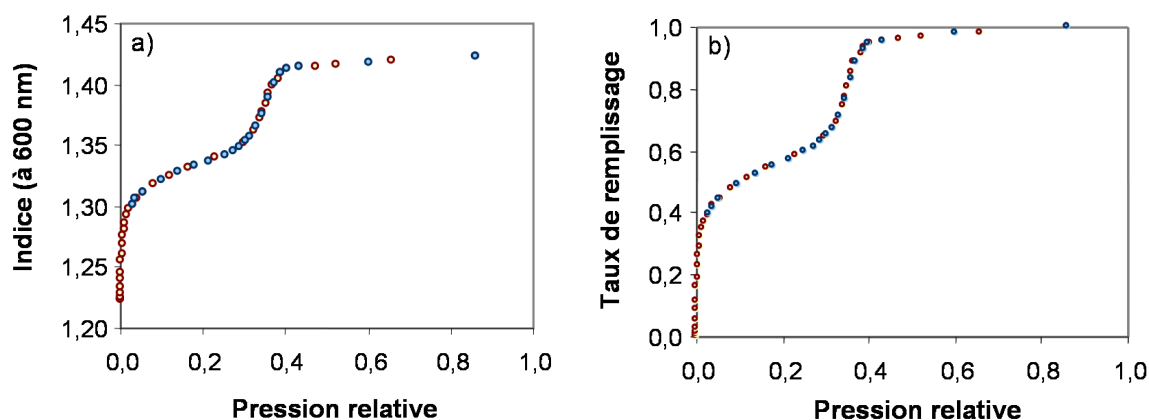 a)
Indice (à 600 nm)
1,45
1,40
1,35
1,30
1,25
1,20
0,0 0,2 0,4 0,6 0,8 1,0
Pression relative
b)
Taux de remplissage
1,0
0,8
0,6
0,4
0,2
0,0
0,0 0,2 0,4 0,6 0,8 1,0
Pression relative